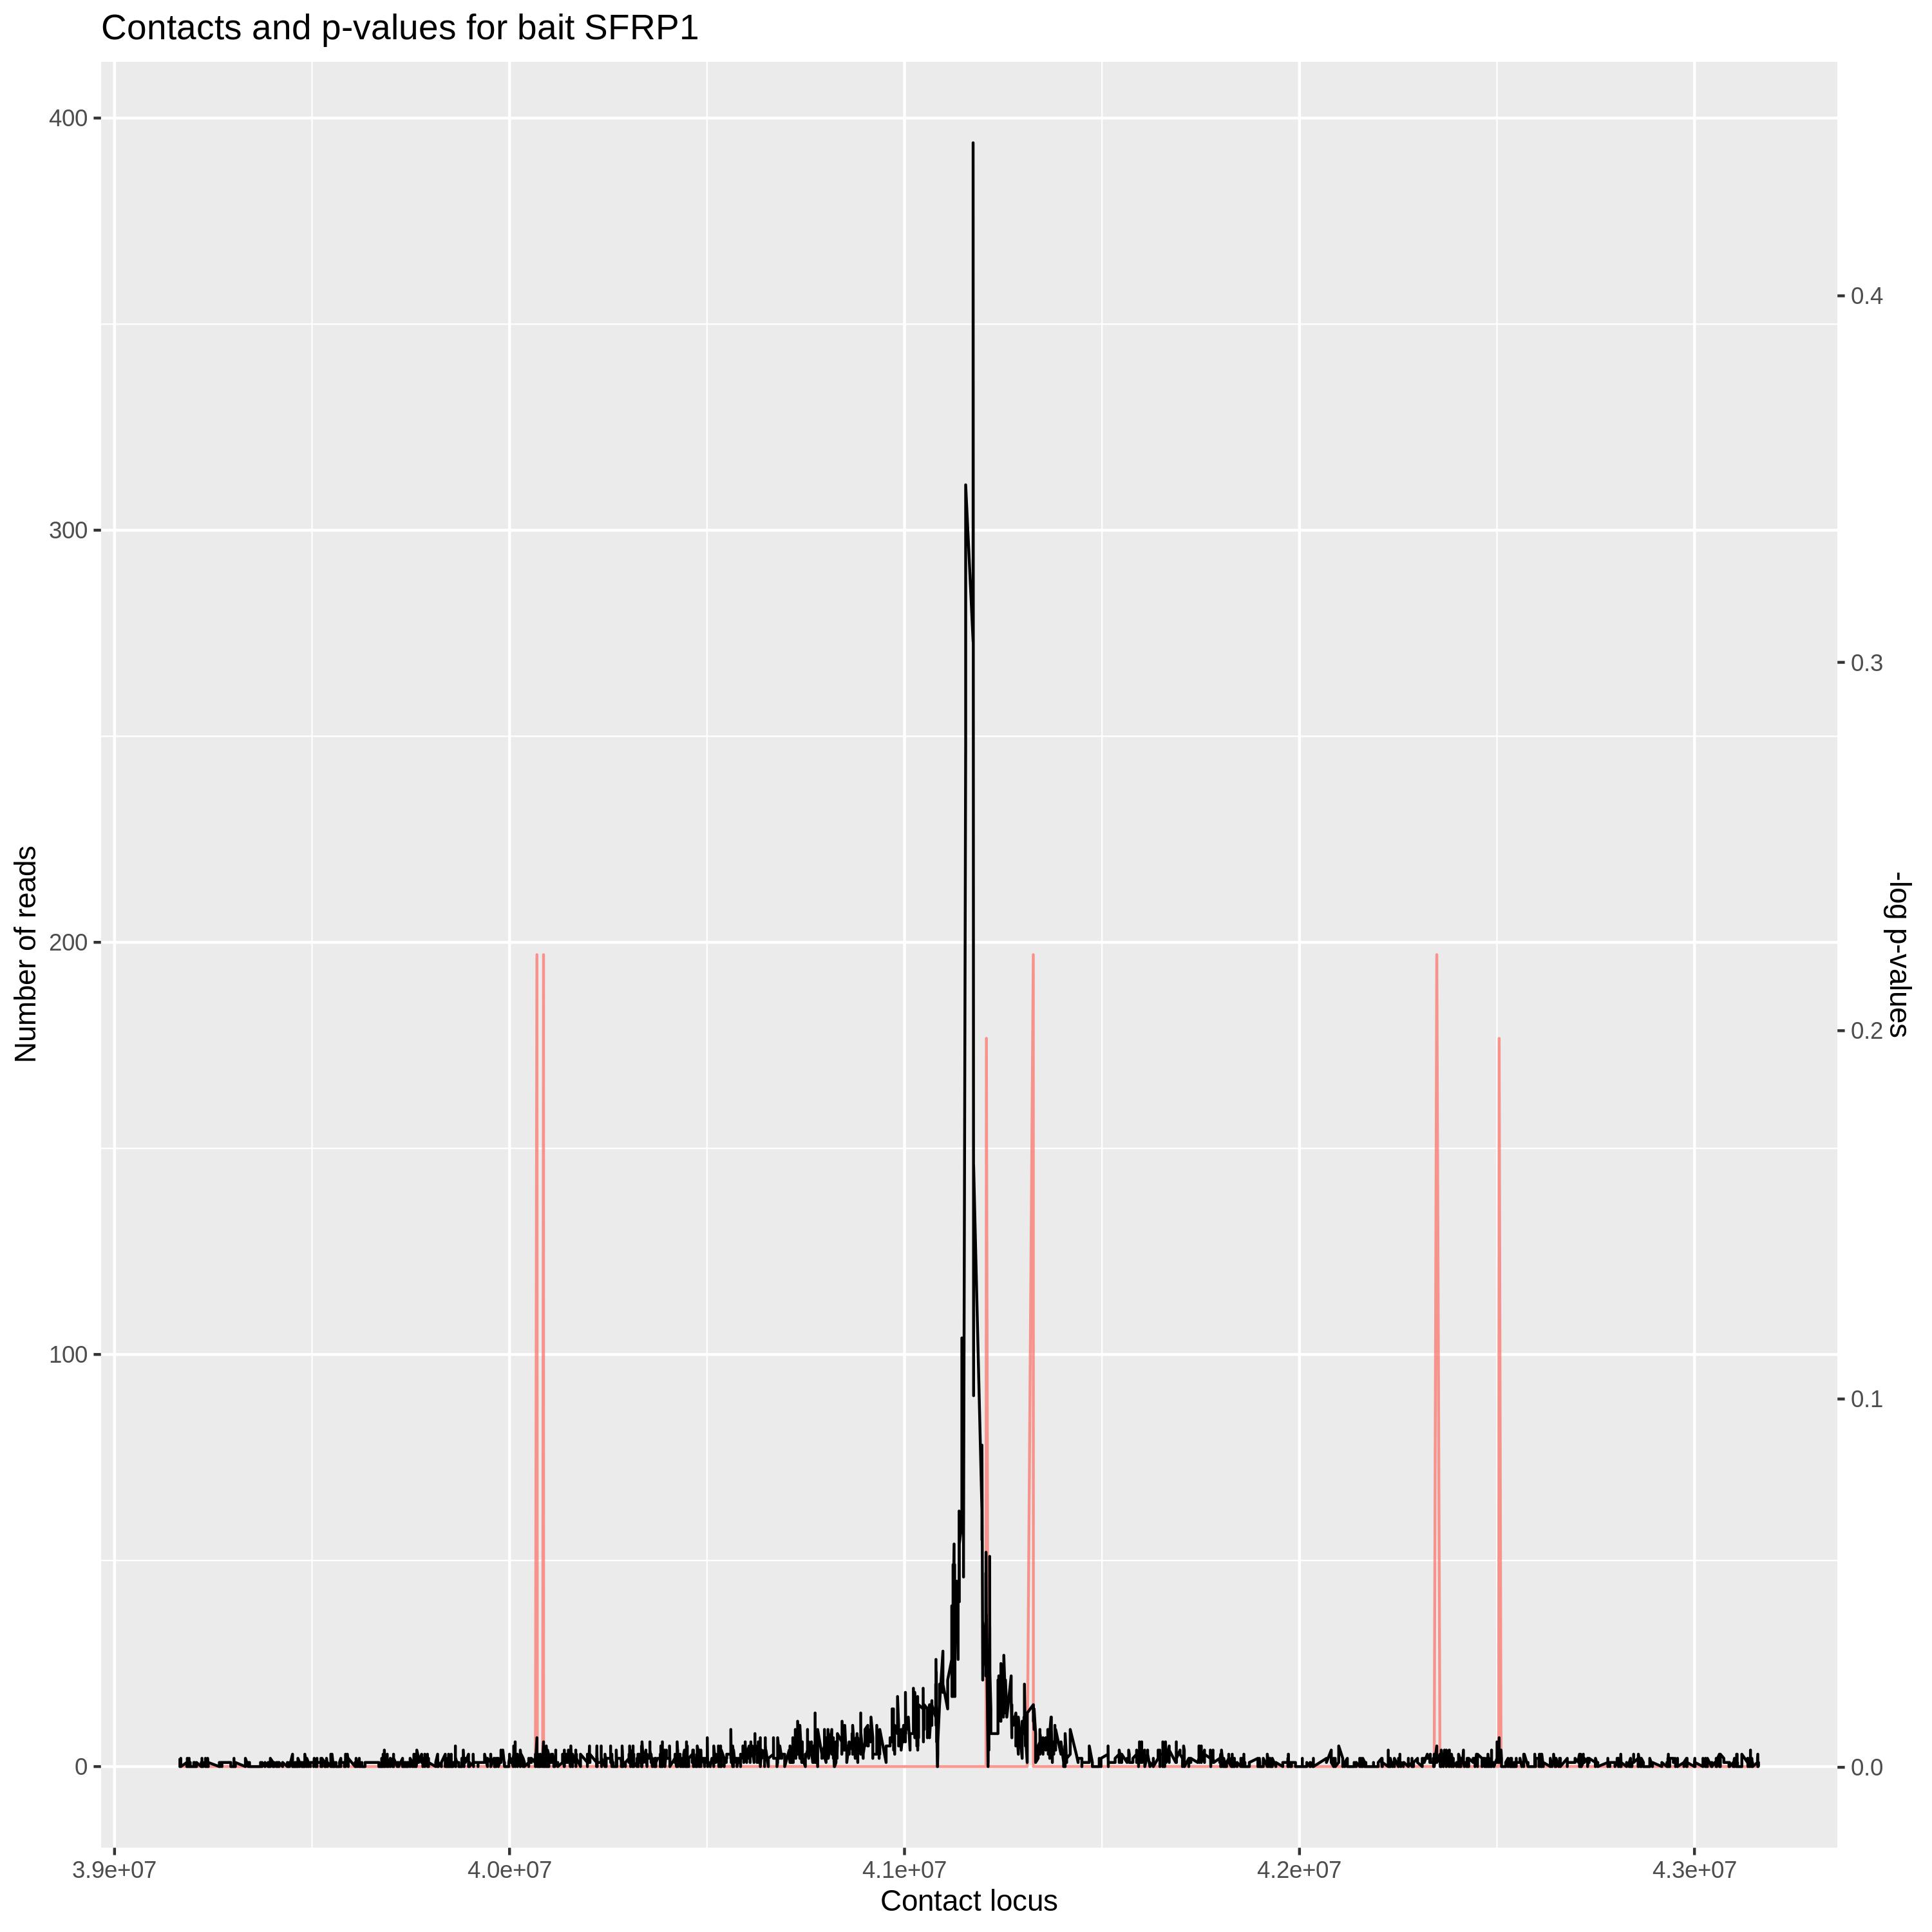 Contacts and p-values for bait SFRP1
400
300
200
100
0
Number of reads
0.4
0.3
0.2
0.1
0.0
-log p-values
3.9e+07
4.0e+07
4.1e+07
4.2e+07
4.3e+07
Contact locus